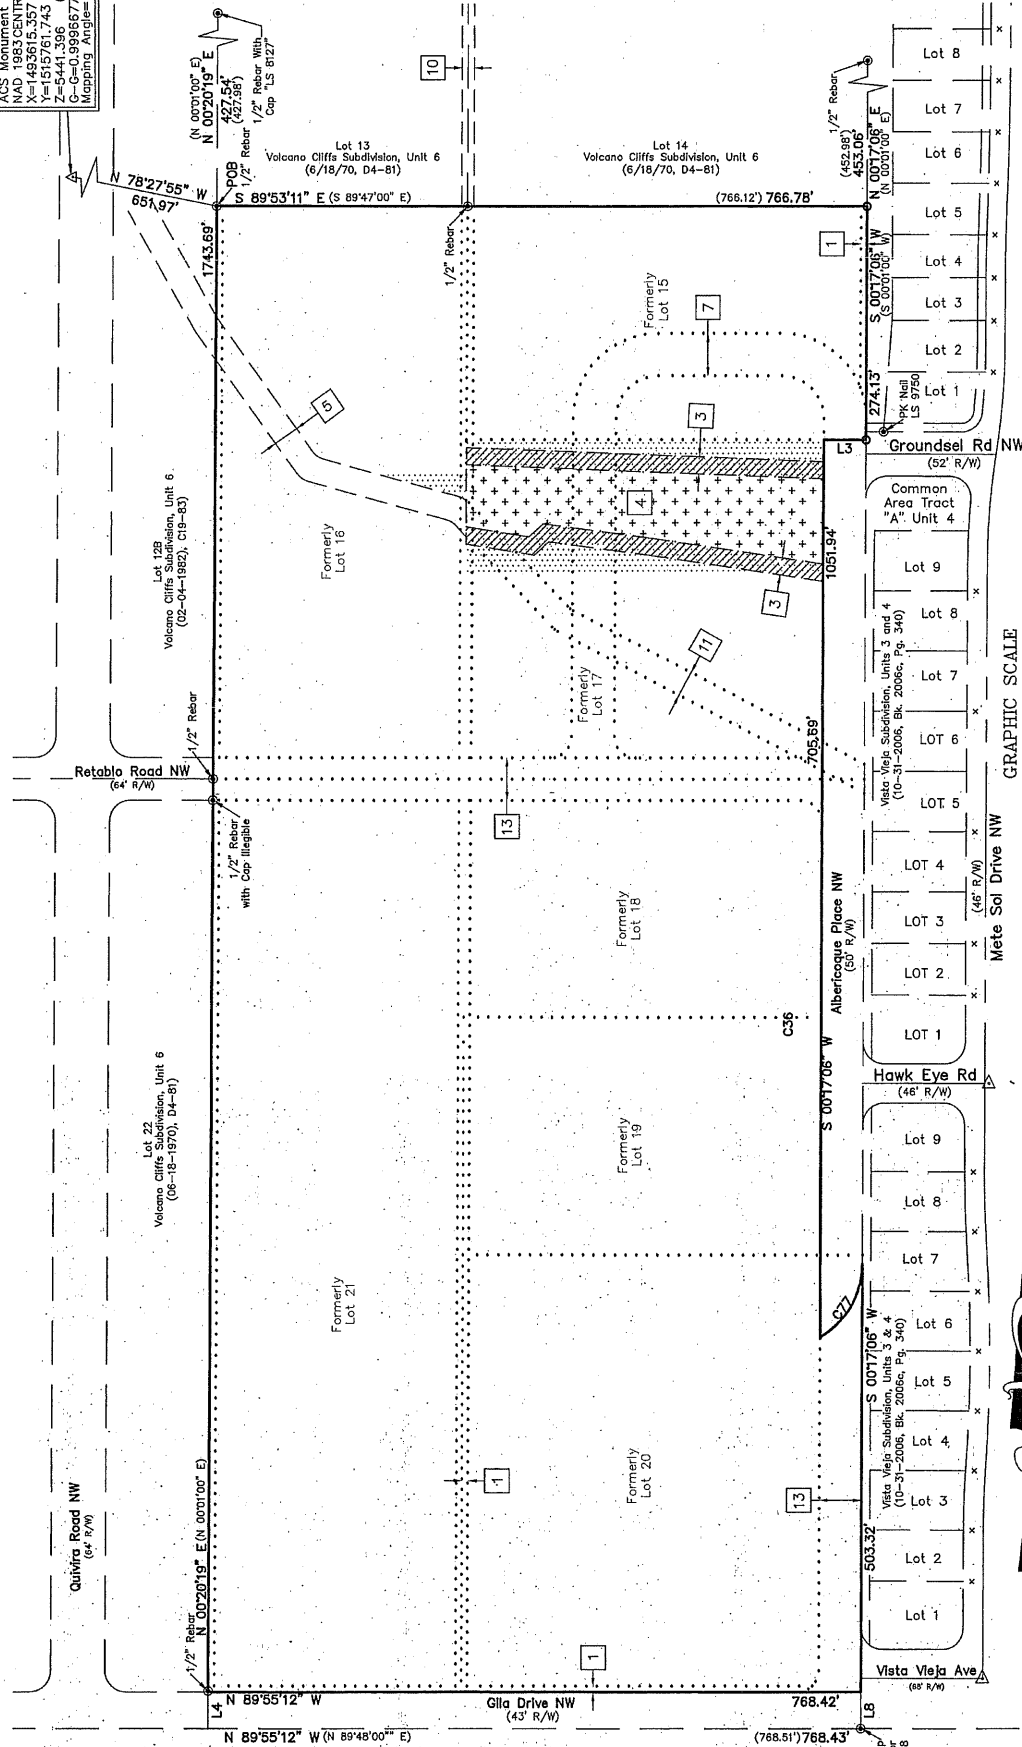 ACS Monument
NAD 1983 CENTR
X=1493615.357
Y=1515761.743
Z=5441.396 (
G-G=0.9996677
Mapping Angle=
(N 00°01'00" E)
N 00°20'19" E
427.54'
(427.98')
1/2" Rebar With
Cap "LS 8127"
10
N 78°27'55" W
651.97'
POB
1/2" Rebar
Lot 13
Volcano Cliffs Subdivision, Unit 6
(6/18/70, D4-81)
Lot 14
Volcano Cliffs Subdivision, Unit 6
(6/18/70, D4-81)
1/2" Rebar
(452.98')
453.06'
N 00°17'06" E
(N 00°01'00" E)
Lot 8
Lot 7
Lot 6
Lot 5
Lot 4
Lot 3
Lot 2
Lot 1
S 89°53'11" E (S 89°47'00" E)
(766.12') 766.78'
1743.69'
1/2" Rebar
1
S 00°17'06" W
(S 00°01'00" W)
274.13'
PK Nail
LS 9750
Formerly
Lot 15
7
5
3
L3
Groundsel Rd NW
(52' R/W)
4
Common
Area Tract
"A" Unit 4
Lot 12B
Volcano Cliffs Subdivision, Unit 6
(02-04-1982), C19-83)
Formerly
Lot 16
1051.94'
3
Lot 9
Lot 8
Lot 7
LOT 6
LOT 5
LOT 4
LOT 3
LOT 2
LOT 1
Vista Vieja Subdivision, Units 3 and 4
(10-31-2006, Bk. 2006c, Pg. 340)
11
Formerly
Lot 17
705.69'
1/2" Rebar
Retablo Road NW
(64' R/W)
1/2" Rebar
with Cap Illegible
13
GRAPHIC SCALE
Mete Sol Drive NW
(46' R/W)
Formerly
Lot 18
Albericoque Place NW
(50' R/W)
C36
S 00°17'06" W
Hawk Eye Rd
(46' R/W)
Lot 22
Volcano Cliffs Subdivision, Unit 6
(06-18-1970), D4-81)
Formerly
Lot 19
Lot 9
Lot 8
Lot 7
Lot 6
Lot 5
Lot 4
Lot 3
Lot 2
Lot 1
Formerly
Lot 21
C77
S 00°17'06" W
Vista Vieja Subdivision, Units 3 & 4
(10-31-2006, Bk. 2006c, Pg. 340)
Formerly
Lot 20
1
13
503.32'
Quivira Road NW
(64' R/W)
N 00°20'19" E (N 00°01'00" E)
1/2" Rebar
1
Vista Vieja Ave
(68' R/W)
L4
N 89°55'12" W
Gila Drive NW
(43' R/W)
768.42'
L8
N 89°55'12" W (N 89°48'00" E)
(768.51') 768.43'